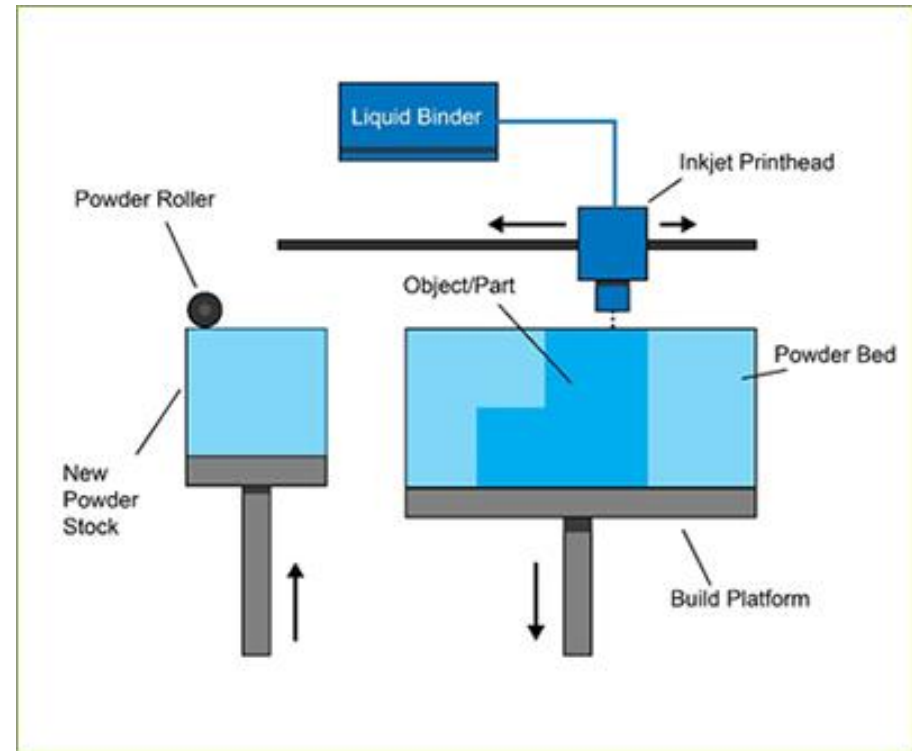 Liquid Binder
Inkjet Printhead
Powder Roller
Object/Part
Powder Bed
New
Powder
Stock
Build Platform